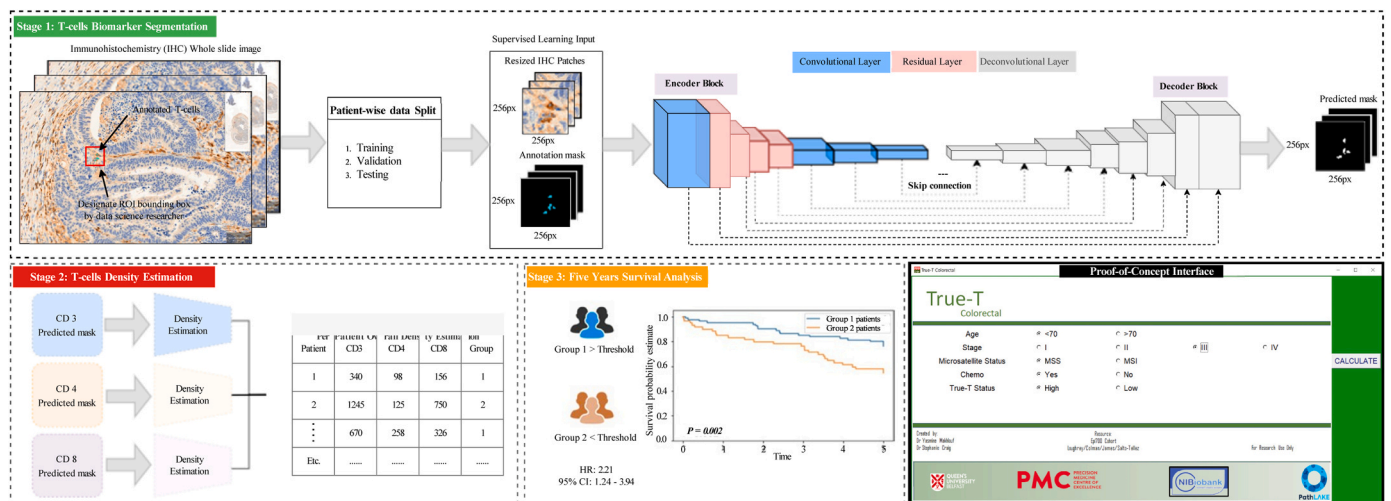 Stage 1: T-cells Biomarker Segmentation
Immunohistochemistry (IHC) Whole slide image
Annotated T-cells
Designate ROI bounding box
by data science researcher
Patient-wise data Split
1. Training
2. Validation
3. Testing
Supervised Learning Input
Resized IHC Patches
256px
256px
Annotation mask
256px
256px
Convolutional Layer
Residual Layer
Deconvolutional Layer
Encoder Block
Decoder Block
---
Skip connection
Predicted mask
256px
256px
Stage 2: T-cells Density Estimation
CD 3
Predicted mask
Density
Estimation
CD 4
Predicted mask
Density
Estimation
CD 8
Predicted mask
Density
Estimation
Patient CD3 CD4 CD8 Group
1 340 98 156 1
2 1245 125 750 2
⋮ 670 258 326 1
Etc. ...... ...... ...... ......
Stage 3: Five Years Survival Analysis
Group 1 > Threshold
Group 2 < Threshold
HR: 2.21
95% CI: 1.24 - 3.94
Survival probability estimate
1.0
0.8
0.6
0.4
0.2
0.0
Group 1 patients
Group 2 patients
P = 0.002
0 1 2 3 4 5
Time
True-T Colorectal
Proof-of-Concept Interface
True-T
Colorectal
Age <70 >70
Stage I II III IV
Microsatellite Status MSS MSI
Chemo Yes No
True-T Status High Low
CALCULATE
Created by
Dr Stephanie Craig
Resource
Epi700 Cohort
For Research Use Only
QUEEN'S
UNIVERSITY
BELFAST
PMC
PRECISION
MEDICINE
CENTRE OF
EXCELLENCE
NIBiobank
PathLAKE